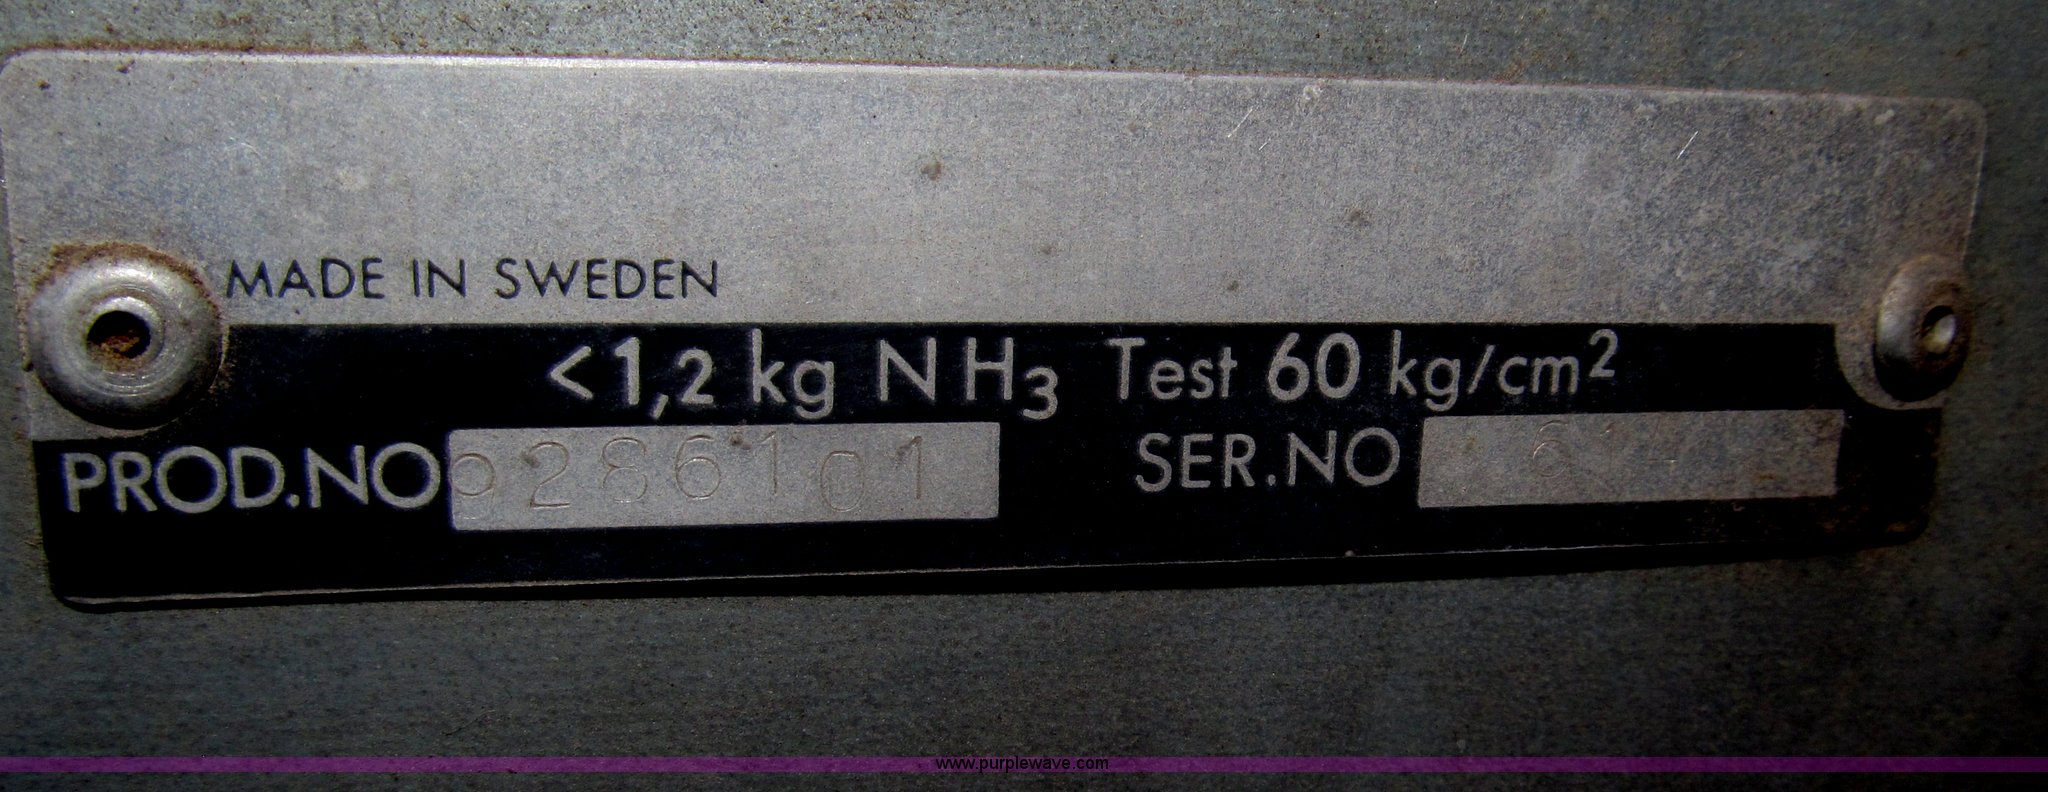 MADE IN SWEDEN
<1,2 kg NH₃ Test 60 kg/cm²
PROD.NO 9286101 SER.NO 614
www.purplewave.com